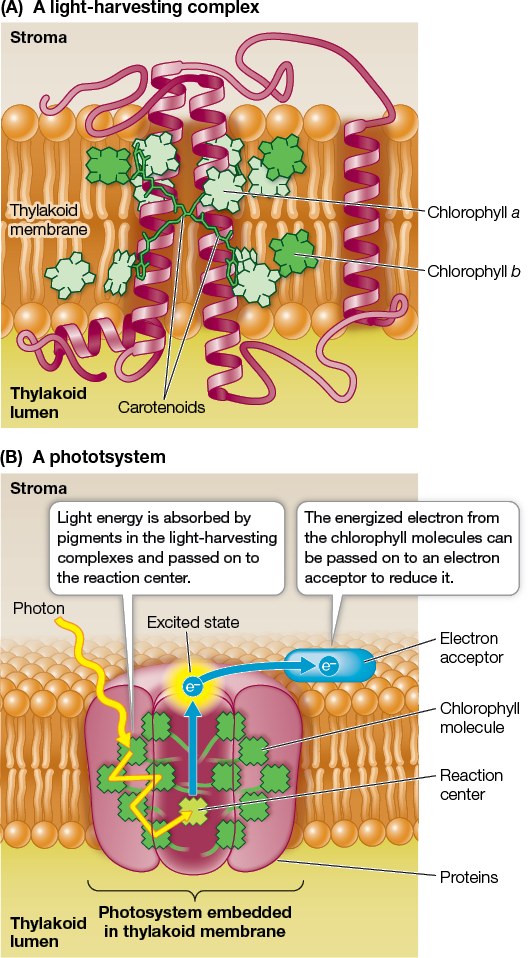 (A) A light-harvesting complex
Stroma
Thylakoid
membrane
Chlorophyll a
Chlorophyll b
Thylakoid
lumen
Carotenoids
(B) A phototsystem
Stroma
Light energy is absorbed by
pigments in the light-harvesting
complexes and passed on to
the reaction center.
The energized electron from
the chlorophyll molecules can
be passed on to an electron
acceptor to reduce it.
Photon
Excited state
e–
e–
Electron
acceptor
Chlorophyll
molecule
Reaction
center
Proteins
Photosystem embedded
in thylakoid membrane
Thylakoid
lumen